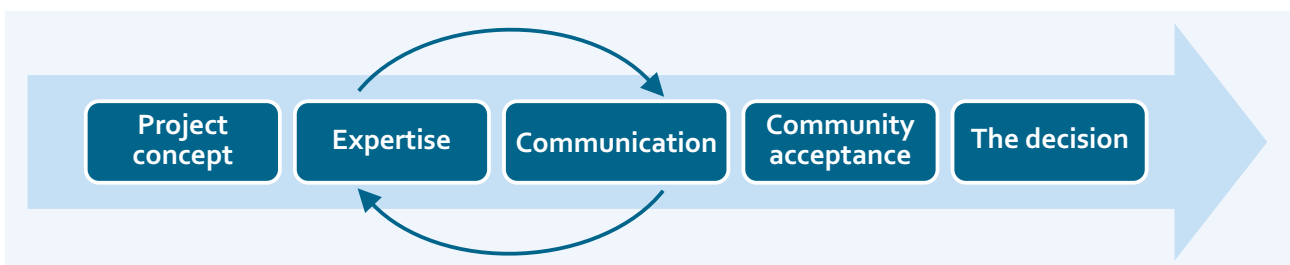 Project
concept
Expertise
Communication
Community
acceptance
The decision